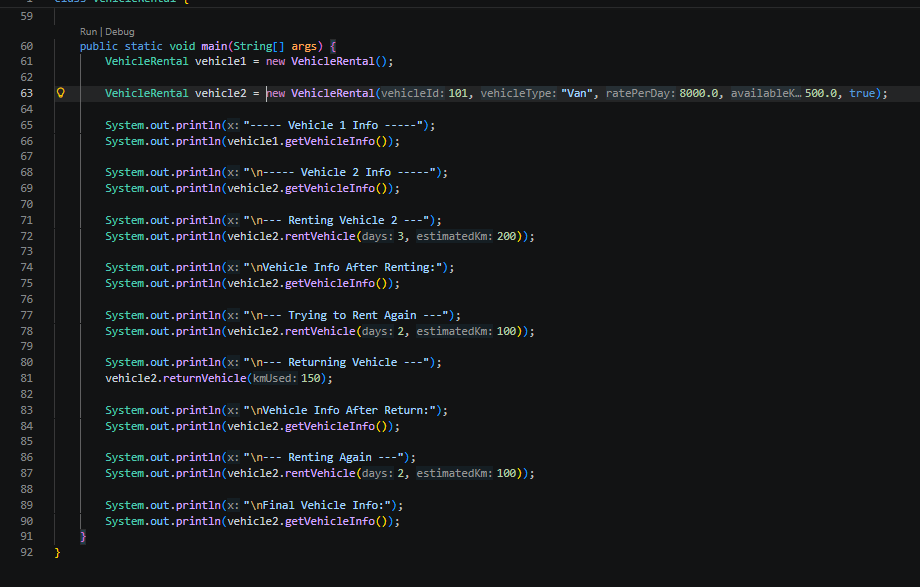 class VehicleRental {
59
Run | Debug
60 public static void main(String[] args) {
61 VehicleRental vehicle1 = new VehicleRental();
62
63 VehicleRental vehicle2 = new VehicleRental(vehicleId: 101, vehicleType: "Van", ratePerDay: 8000.0, availableK… 500.0, true);
64
65 System.out.println(x: "----- Vehicle 1 Info -----");
66 System.out.println(vehicle1.getVehicleInfo());
67
68 System.out.println(x: "\n----- Vehicle 2 Info -----");
69 System.out.println(vehicle2.getVehicleInfo());
70
71 System.out.println(x: "\n--- Renting Vehicle 2 ---");
72 System.out.println(vehicle2.rentVehicle(days: 3, estimatedKm: 200));
73
74 System.out.println(x: "\nVehicle Info After Renting:");
75 System.out.println(vehicle2.getVehicleInfo());
76
77 System.out.println(x: "\n--- Trying to Rent Again ---");
78 System.out.println(vehicle2.rentVehicle(days: 2, estimatedKm: 100));
79
80 System.out.println(x: "\n--- Returning Vehicle ---");
81 vehicle2.returnVehicle(kmUsed: 150);
82
83 System.out.println(x: "\nVehicle Info After Return:");
84 System.out.println(vehicle2.getVehicleInfo());
85
86 System.out.println(x: "\n--- Renting Again ---");
87 System.out.println(vehicle2.rentVehicle(days: 2, estimatedKm: 100));
88
89 System.out.println(x: "\nFinal Vehicle Info:");
90 System.out.println(vehicle2.getVehicleInfo());
91 }
92 }